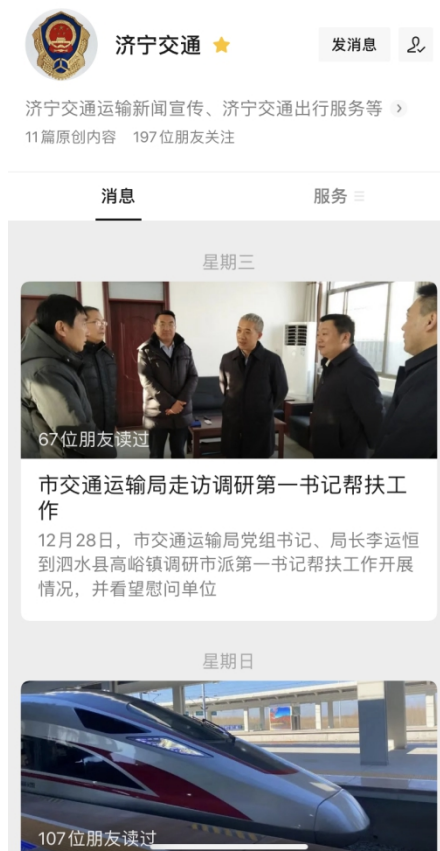 济宁交通
发消息
济宁交通运输新闻宣传、济宁交通出行服务等
11篇原创内容 197位朋友关注
消息
服务
星期三
67位朋友读过
市交通运输局走访调研第一书记帮扶工
作
12月28日，市交通运输局党组书记、局长李运恒
到泗水县高峪镇调研市派第一书记帮扶工作开展
情况，并看望慰问单位
星期日
107位朋友读过